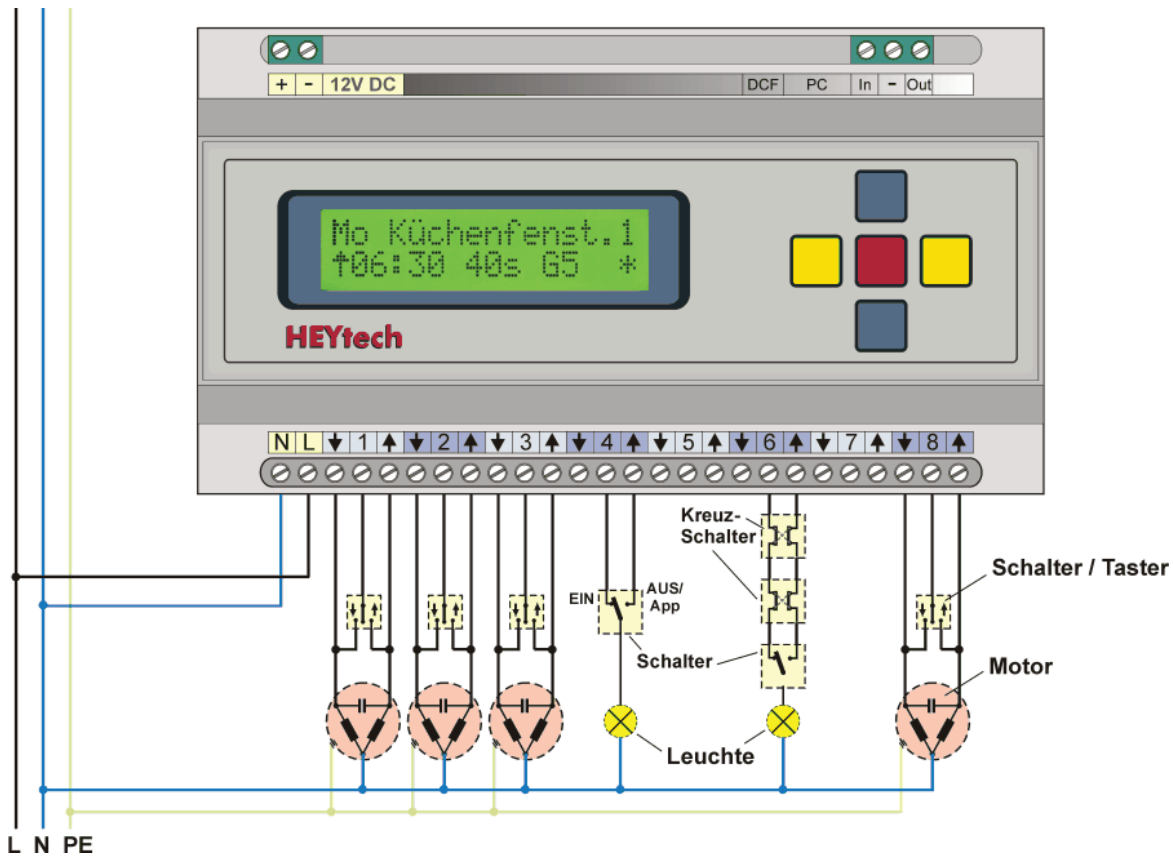 + - 12V DC DCF PC In - Out
Mo Küchenfenst.1
↑06:30 40s G5 *
HEYtech
N L ↓ 1 ↑ ↓ 2 ↑ ↓ 3 ↑ ↓ 4 ↑ ↓ 5 ↑ ↓ 6 ↑ ↓ 7 ↑ ↓ 8 ↑
Kreuz-
Schalter
Schalter / Taster
EIN
AUS/
App
Schalter
Motor
Leuchte
L N PE